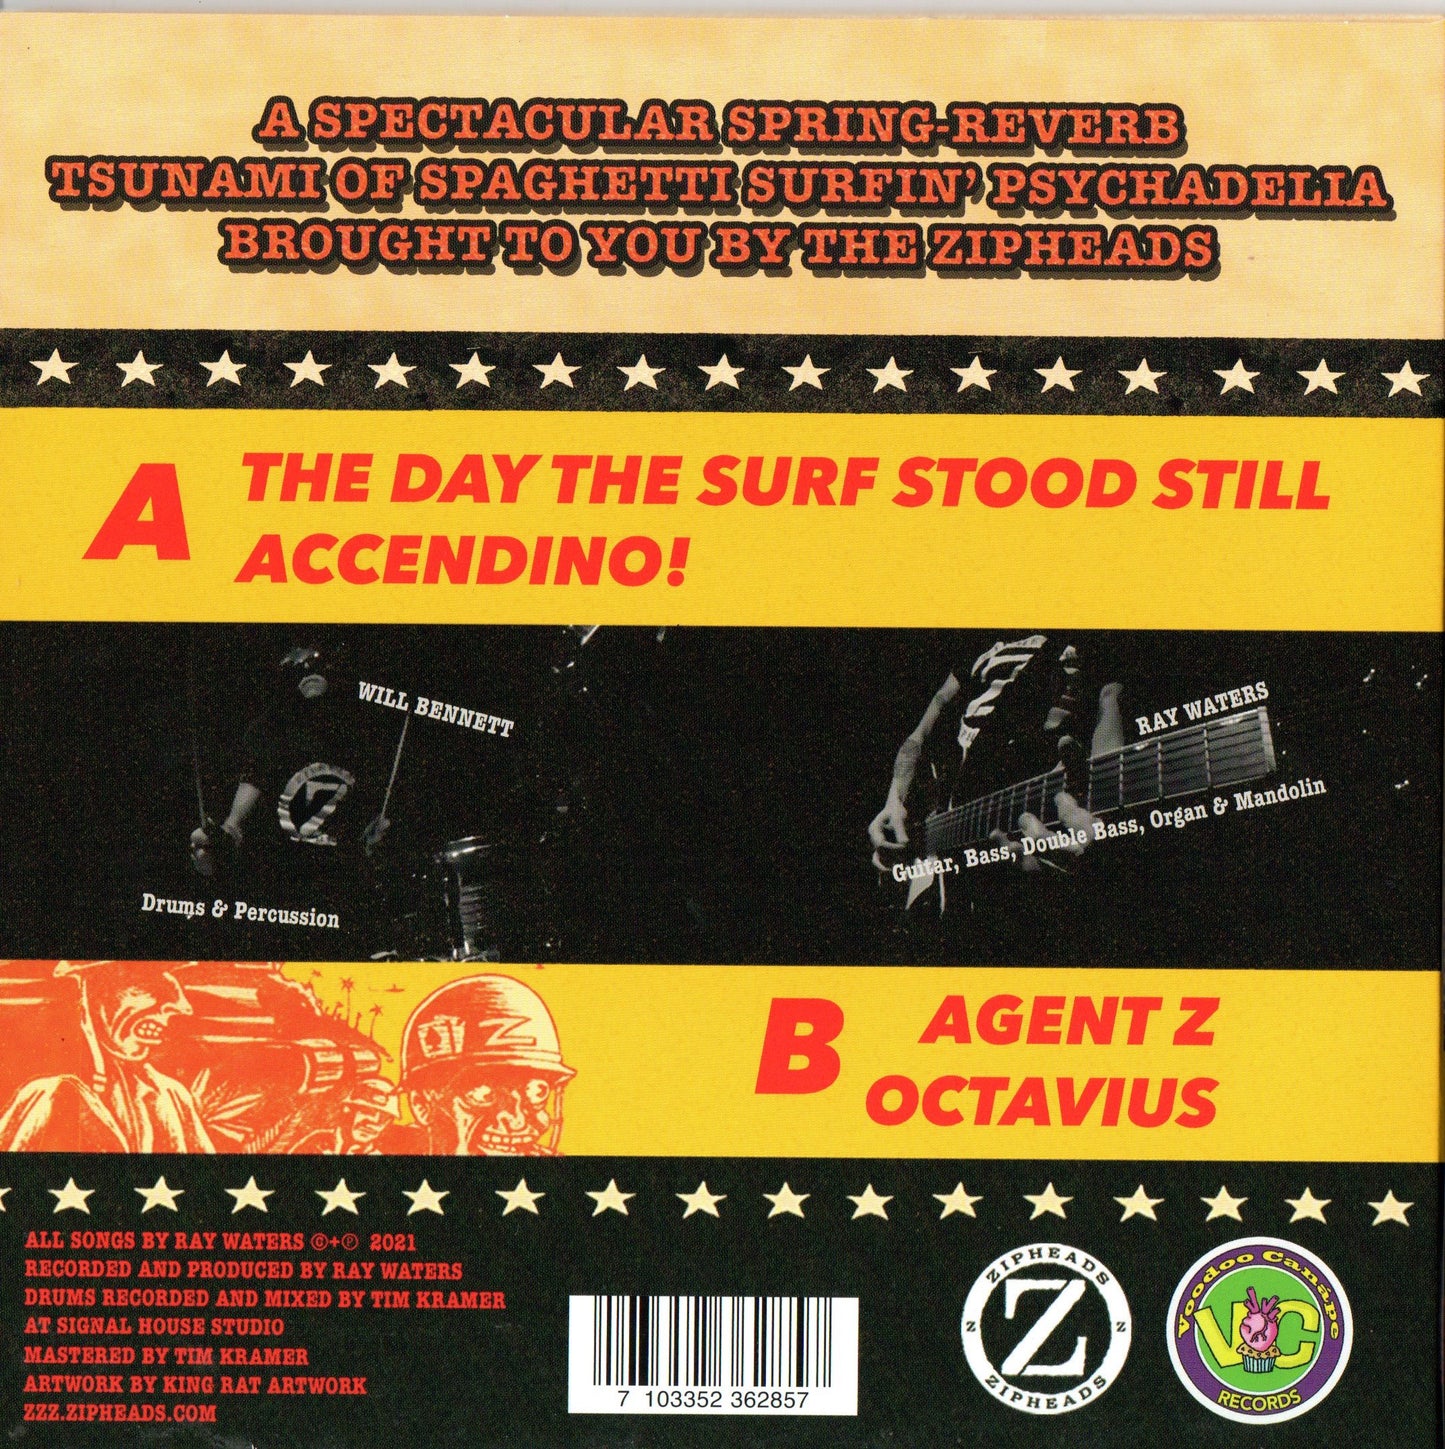 A SPECTACULAR SPRING-REVERB
TSUNAMI OF SPAGHETTI SURFIN' PSYCHADELIA
BROUGHT TO YOU BY THE ZIPHEADS
A
THE DAY THE SURF STOOD STILL
ACCENDINO!
WILL BENNETT
Drums & Percussion
RAY WATERS
Guitar, Bass, Double Bass, Organ & Mandolin
B
AGENT Z
OCTAVIUS
ALL SONGS BY RAY WATERS ©+℗ 2021
RECORDED AND PRODUCED BY RAY WATERS
DRUMS RECORDED AND MIXED BY TIM KRAMER
AT SIGNAL HOUSE STUDIO
MASTERED BY TIM KRAMER
ARTWORK BY KING RAT ARTWORK
ZZZ.ZIPHEADS.COM
7 103352 362857
ZIPHEADS
Z Z Z
ZIPHEADS
Voodoo Canapé
VC
RECORDS